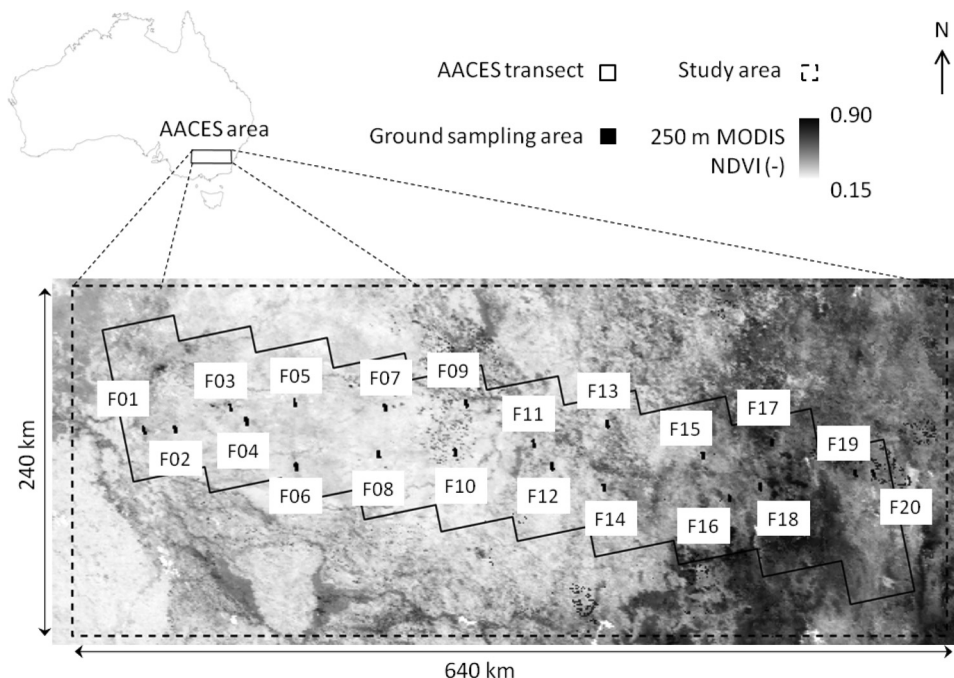 N
AACES transect
Study area
AACES area
Ground sampling area
250 m MODIS
NDVI (-)
0.90
0.15
F01
F02
F03
F04
F05
F06
F07
F08
F09
F10
F11
F12
F13
F14
F15
F16
F17
F18
F19
F20
240 km
640 km